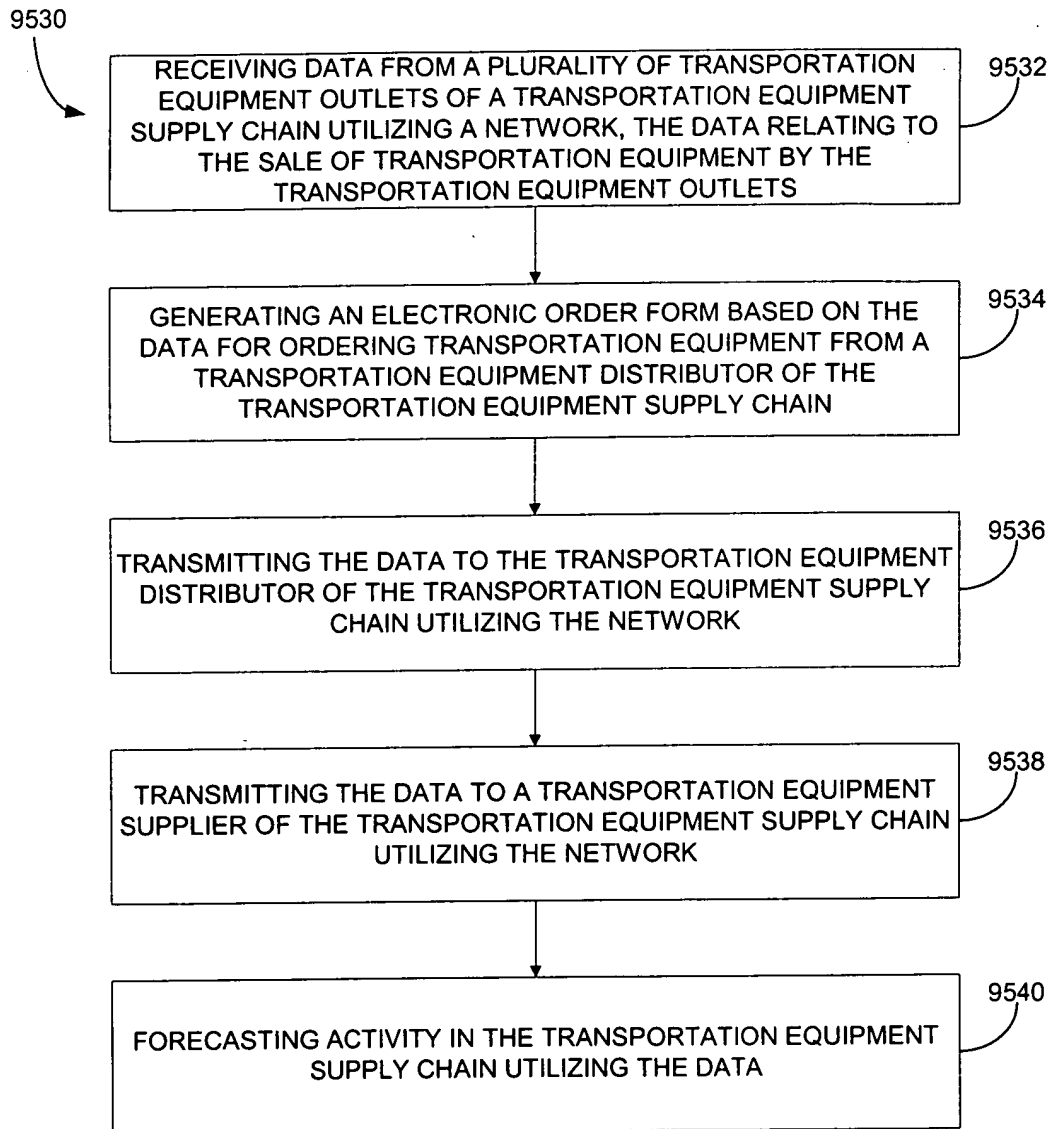 9530
RECEIVING DATA FROM A PLURALITY OF TRANSPORTATION
EQUIPMENT OUTLETS OF A TRANSPORTATION EQUIPMENT
SUPPLY CHAIN UTILIZING A NETWORK, THE DATA RELATING TO
THE SALE OF TRANSPORTATION EQUIPMENT BY THE
TRANSPORTATION EQUIPMENT OUTLETS
9532
GENERATING AN ELECTRONIC ORDER FORM BASED ON THE
DATA FOR ORDERING TRANSPORTATION EQUIPMENT FROM A
TRANSPORTATION EQUIPMENT DISTRIBUTOR OF THE
TRANSPORTATION EQUIPMENT SUPPLY CHAIN
9534
TRANSMITTING THE DATA TO THE TRANSPORTATION EQUIPMENT
DISTRIBUTOR OF THE TRANSPORTATION EQUIPMENT SUPPLY
CHAIN UTILIZING THE NETWORK
9536
TRANSMITTING THE DATA TO A TRANSPORTATION EQUIPMENT
SUPPLIER OF THE TRANSPORTATION EQUIPMENT SUPPLY CHAIN
UTILIZING THE NETWORK
9538
FORECASTING ACTIVITY IN THE TRANSPORTATION EQUIPMENT
SUPPLY CHAIN UTILIZING THE DATA
9540